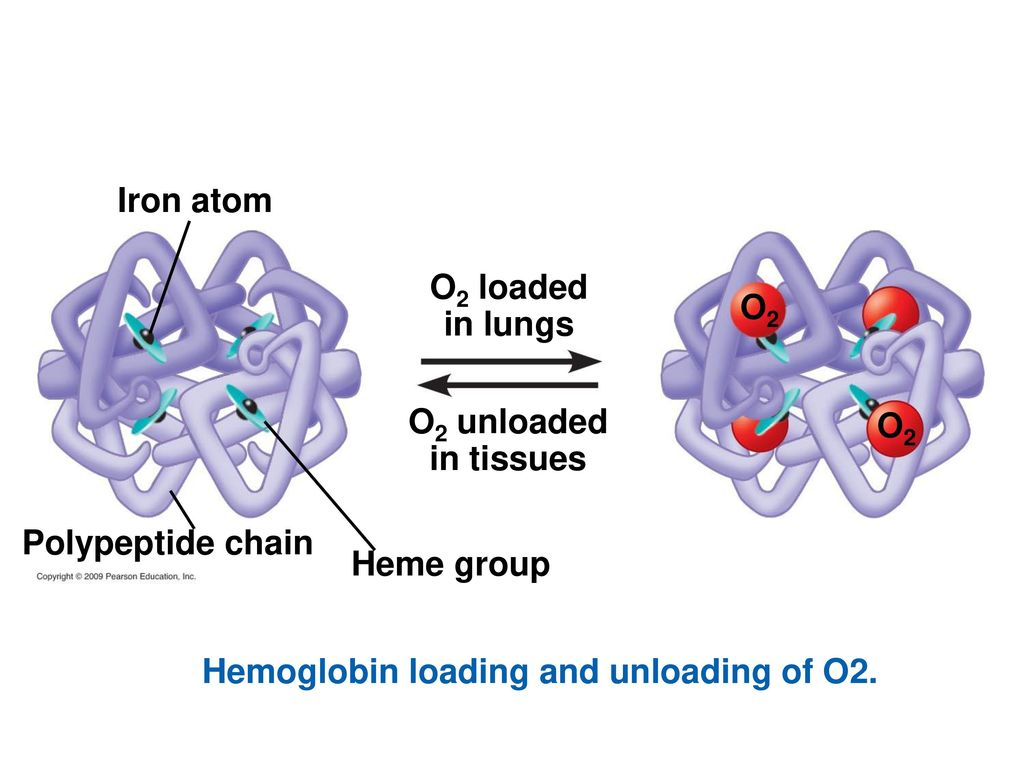 Iron atom
O₂ loaded
in lungs
O₂
O₂ unloaded
in tissues
O₂
Polypeptide chain
Heme group
Copyright © 2009 Pearson Education, Inc.
Hemoglobin loading and unloading of O2.